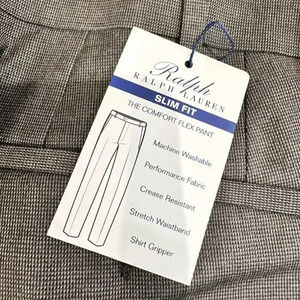 Ralph
RALPH LAUREN
SLIM FIT
THE COMFORT FLEX PANT
Machine Washable
Performance Fabric
Crease Resistant
Stretch Waistband
Shirt Gripper